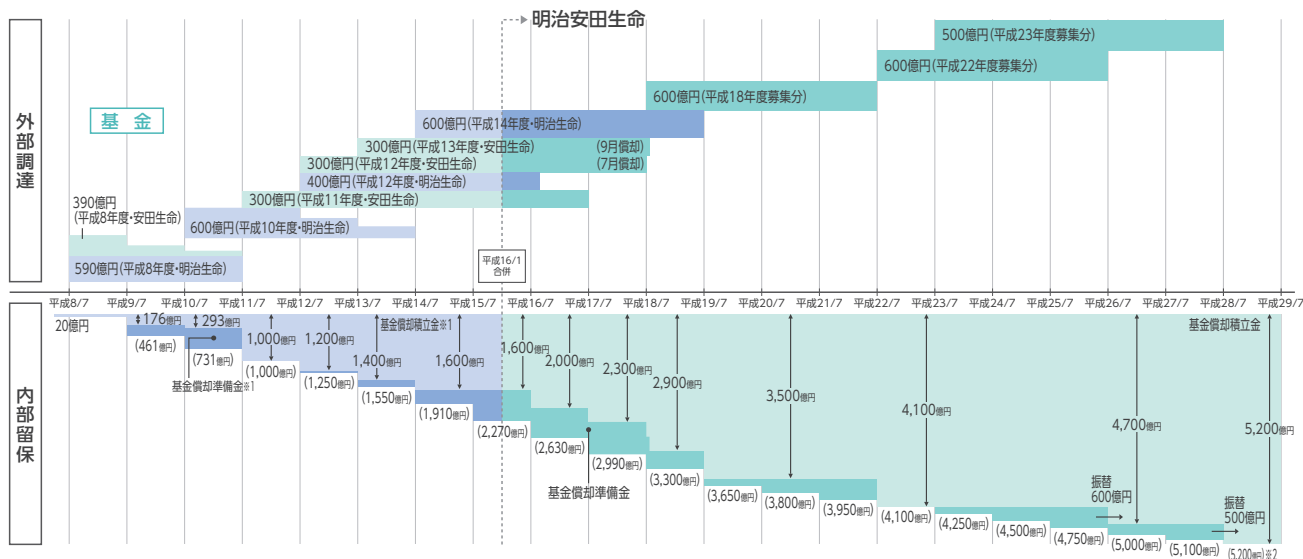 明治安田生命
500億円(平成23年度募集分)
600億円(平成22年度募集分)
600億円(平成18年度募集分)
外部調達
基 金
600億円(平成14年度・明治生命)
300億円(平成13年度・安田生命)
(9月償却)
300億円(平成12年度・安田生命)
(7月償却)
400億円(平成12年度・明治生命)
300億円(平成11年度・安田生命)
390億円
(平成8年度・安田生命)
600億円(平成10年度・明治生命)
590億円(平成8年度・明治生命)
平成16/1
合併
平成8/7 平成9/7 平成10/7 平成11/7 平成12/7 平成13/7 平成14/7 平成15/7 平成16/7 平成17/7 平成18/7 平成19/7 平成20/7 平成21/7 平成22/7 平成23/7 平成24/7 平成25/7 平成26/7 平成27/7 平成28/7 平成29/7
内部留保
20億円
176億円
293億円
1,000億円
1,200億円
1,400億円
1,600億円
基金償却積立金※1
1,600億円
2,000億円
2,300億円
2,900億円
3,500億円
4,100億円
4,700億円
5,200億円
基金償却積立金
(461億円)
(731億円)
(1,000億円)
(1,250億円)
(1,550億円)
(1,910億円)
(2,270億円)
(2,630億円)
(2,990億円)
(3,300億円)
(3,650億円)
(3,800億円)
(3,950億円)
(4,100億円)
(4,250億円)
(4,500億円)
(4,750億円)
(5,000億円)
(5,100億円)
(5,200億円)※2
基金償却準備金※1
基金償却準備金
振替
600億円
振替
500億円